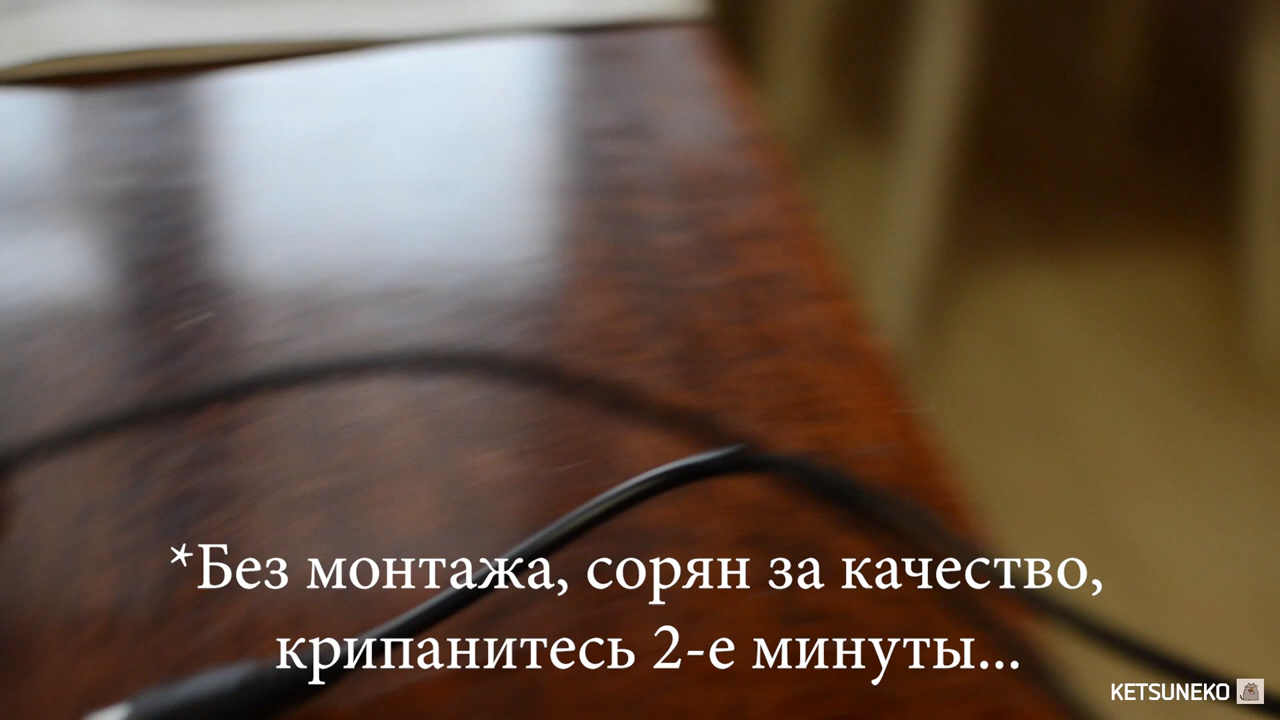 *Без монтажа, сорян за качество,
крипанитесь 2-е минуты...
KETSUNEKO